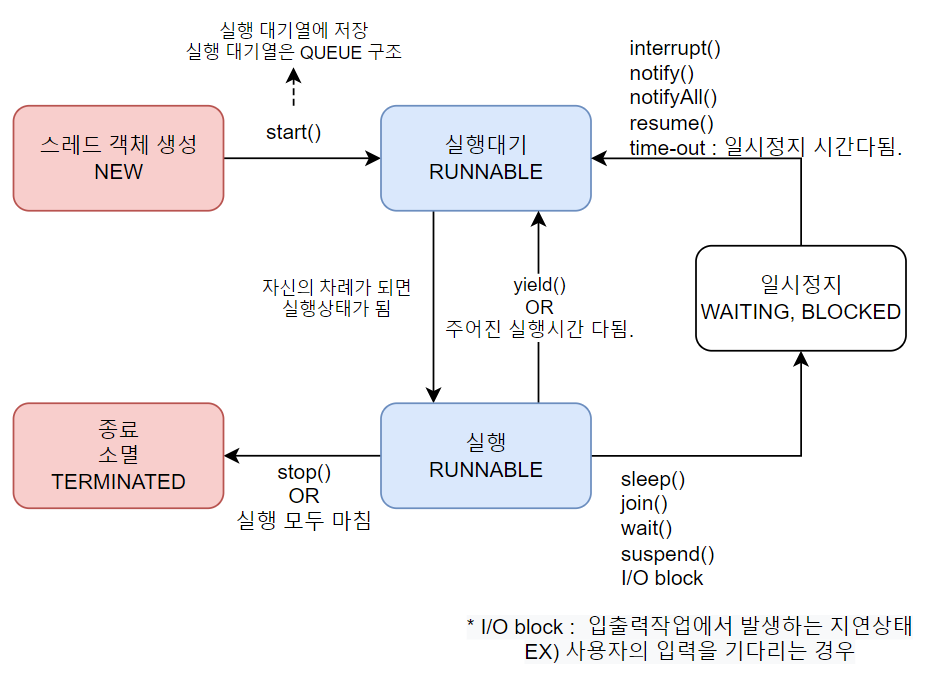 실행 대기열에 저장
실행 대기열은 QUEUE 구조
start()
스레드 객체 생성
NEW
실행대기
RUNNABLE
interrupt()
notify()
notifyAll()
resume()
time-out : 일시정지 시간다됨.
자신의 차례가 되면
실행상태가 됨
yield()
OR
주어진 실행시간 다됨.
일시정지
WAITING, BLOCKED
종료
소멸
TERMINATED
stop()
OR
실행 모두 마침
실행
RUNNABLE
sleep()
join()
wait()
suspend()
I/O block
* I/O block : 입출력작업에서 발생하는 지연상태
EX) 사용자의 입력을 기다리는 경우